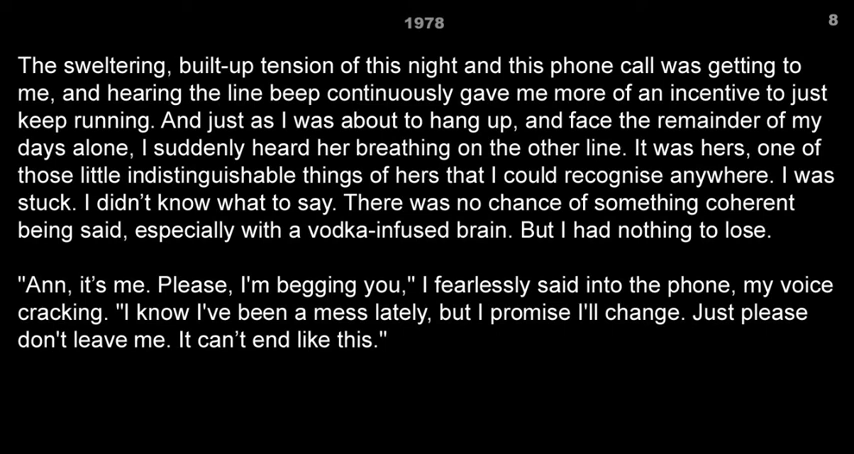 1978
8
The sweltering, built-up tension of this night and this phone call was getting to
me, and hearing the line beep continuously gave me more of an incentive to just
keep running. And just as I was about to hang up, and face the remainder of my
days alone, I suddenly heard her breathing on the other line. It was hers, one of
those little indistinguishable things of hers that I could recognise anywhere. I was
stuck. I didn’t know what to say. There was no chance of something coherent
being said, especially with a vodka-infused brain. But I had nothing to lose.
"Ann, it’s me. Please, I'm begging you," I fearlessly said into the phone, my voice
cracking. "I know I've been a mess lately, but I promise I'll change. Just please
don't leave me. It can’t end like this."